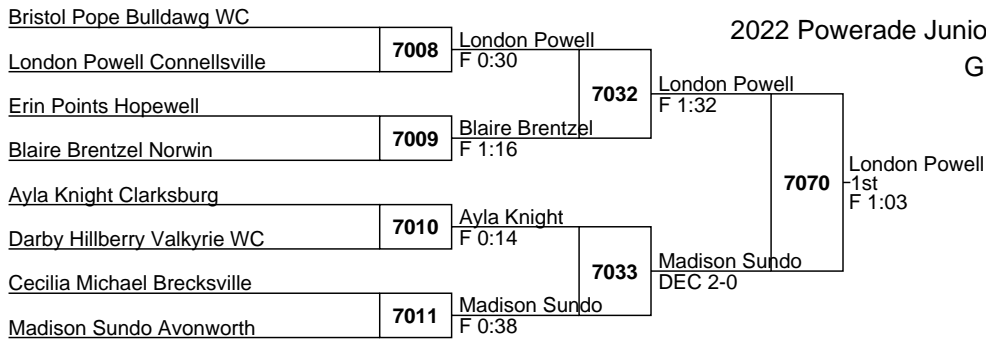 Bristol Pope Bulldawg WC
2022 Powerade Junio
7008
London Powell
F 0:30
London Powell Connellsville
G
7032
London Powell
F 1:32
Erin Points Hopewell
7009
Blaire Brentzel
F 1:16
Blaire Brentzel Norwin
7070
London Powell
1st
F 1:03
Ayla Knight Clarksburg
7010
Ayla Knight
F 0:14
Darby Hillberry Valkyrie WC
7033
Madison Sundo
DEC 2-0
Cecilia Michael Brecksville
7011
Madison Sundo
F 0:38
Madison Sundo Avonworth